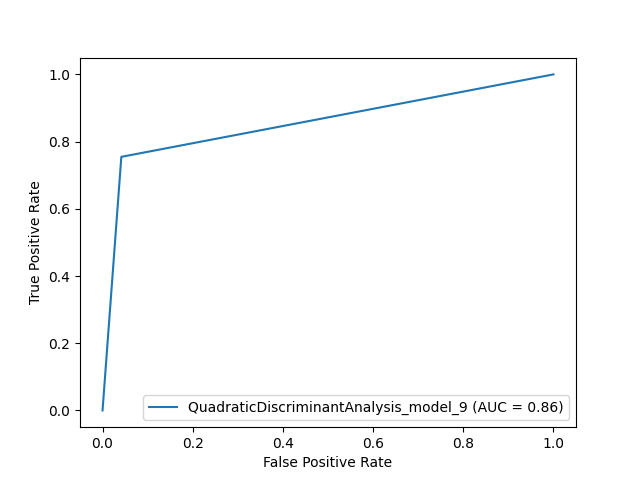 1.0
0.8
0.6
0.4
0.2
0.0
True Positive Rate
QuadraticDiscriminantAnalysis_model_9 (AUC = 0.86)
0.0 0.2 0.4 0.6 0.8 1.0
False Positive Rate